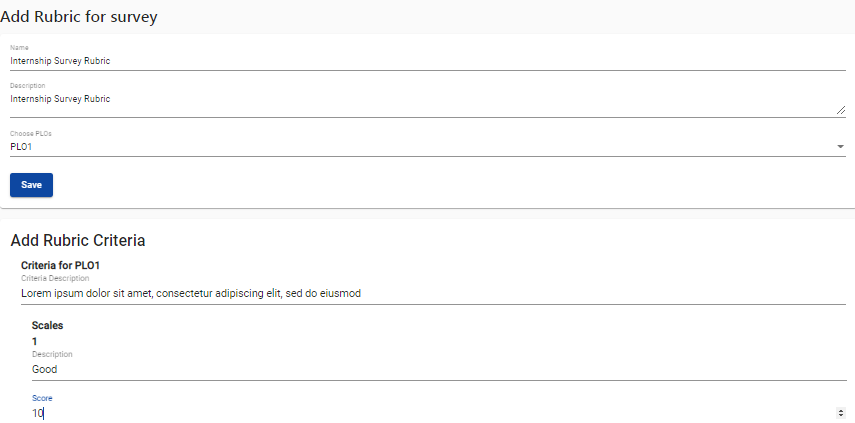 Add Rubric for survey
Name
Internship Survey Rubric
Description
Internship Survey Rubric
Choose PLOs
PLO1
Save
Add Rubric Criteria
Criteria for PLO1
Criteria Description
Lorem ipsum dolor sit amet, consectetur adipiscing elit, sed do eiusmod
Scales
1
Description
Good
Score
10